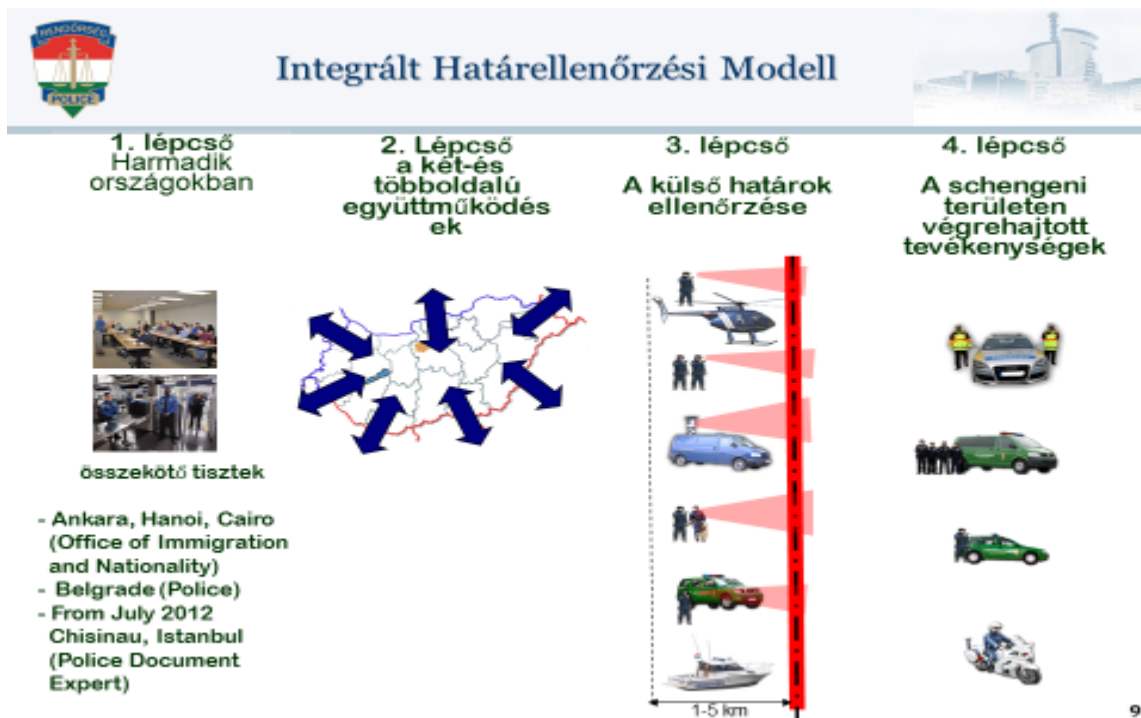 RENDŐRSÉG
POLICE
Integrált Határellenőrzési Modell
1. lépcső
Harmadik
országokban
összekötő tisztek
- Ankara, Hanoi, Cairo
(Office of Immigration
and Nationality)
- Belgrade (Police)
- From July 2012
Chisinau, Istanbul
(Police Document
Expert)
2. Lépcső
a két-és
többoldalú
együttműködés
ek
3. lépcső
A külső határok
ellenőrzése
1-5 km
4. lépcső
A schengeni
területen
végrehajtott
tevékenységek
9